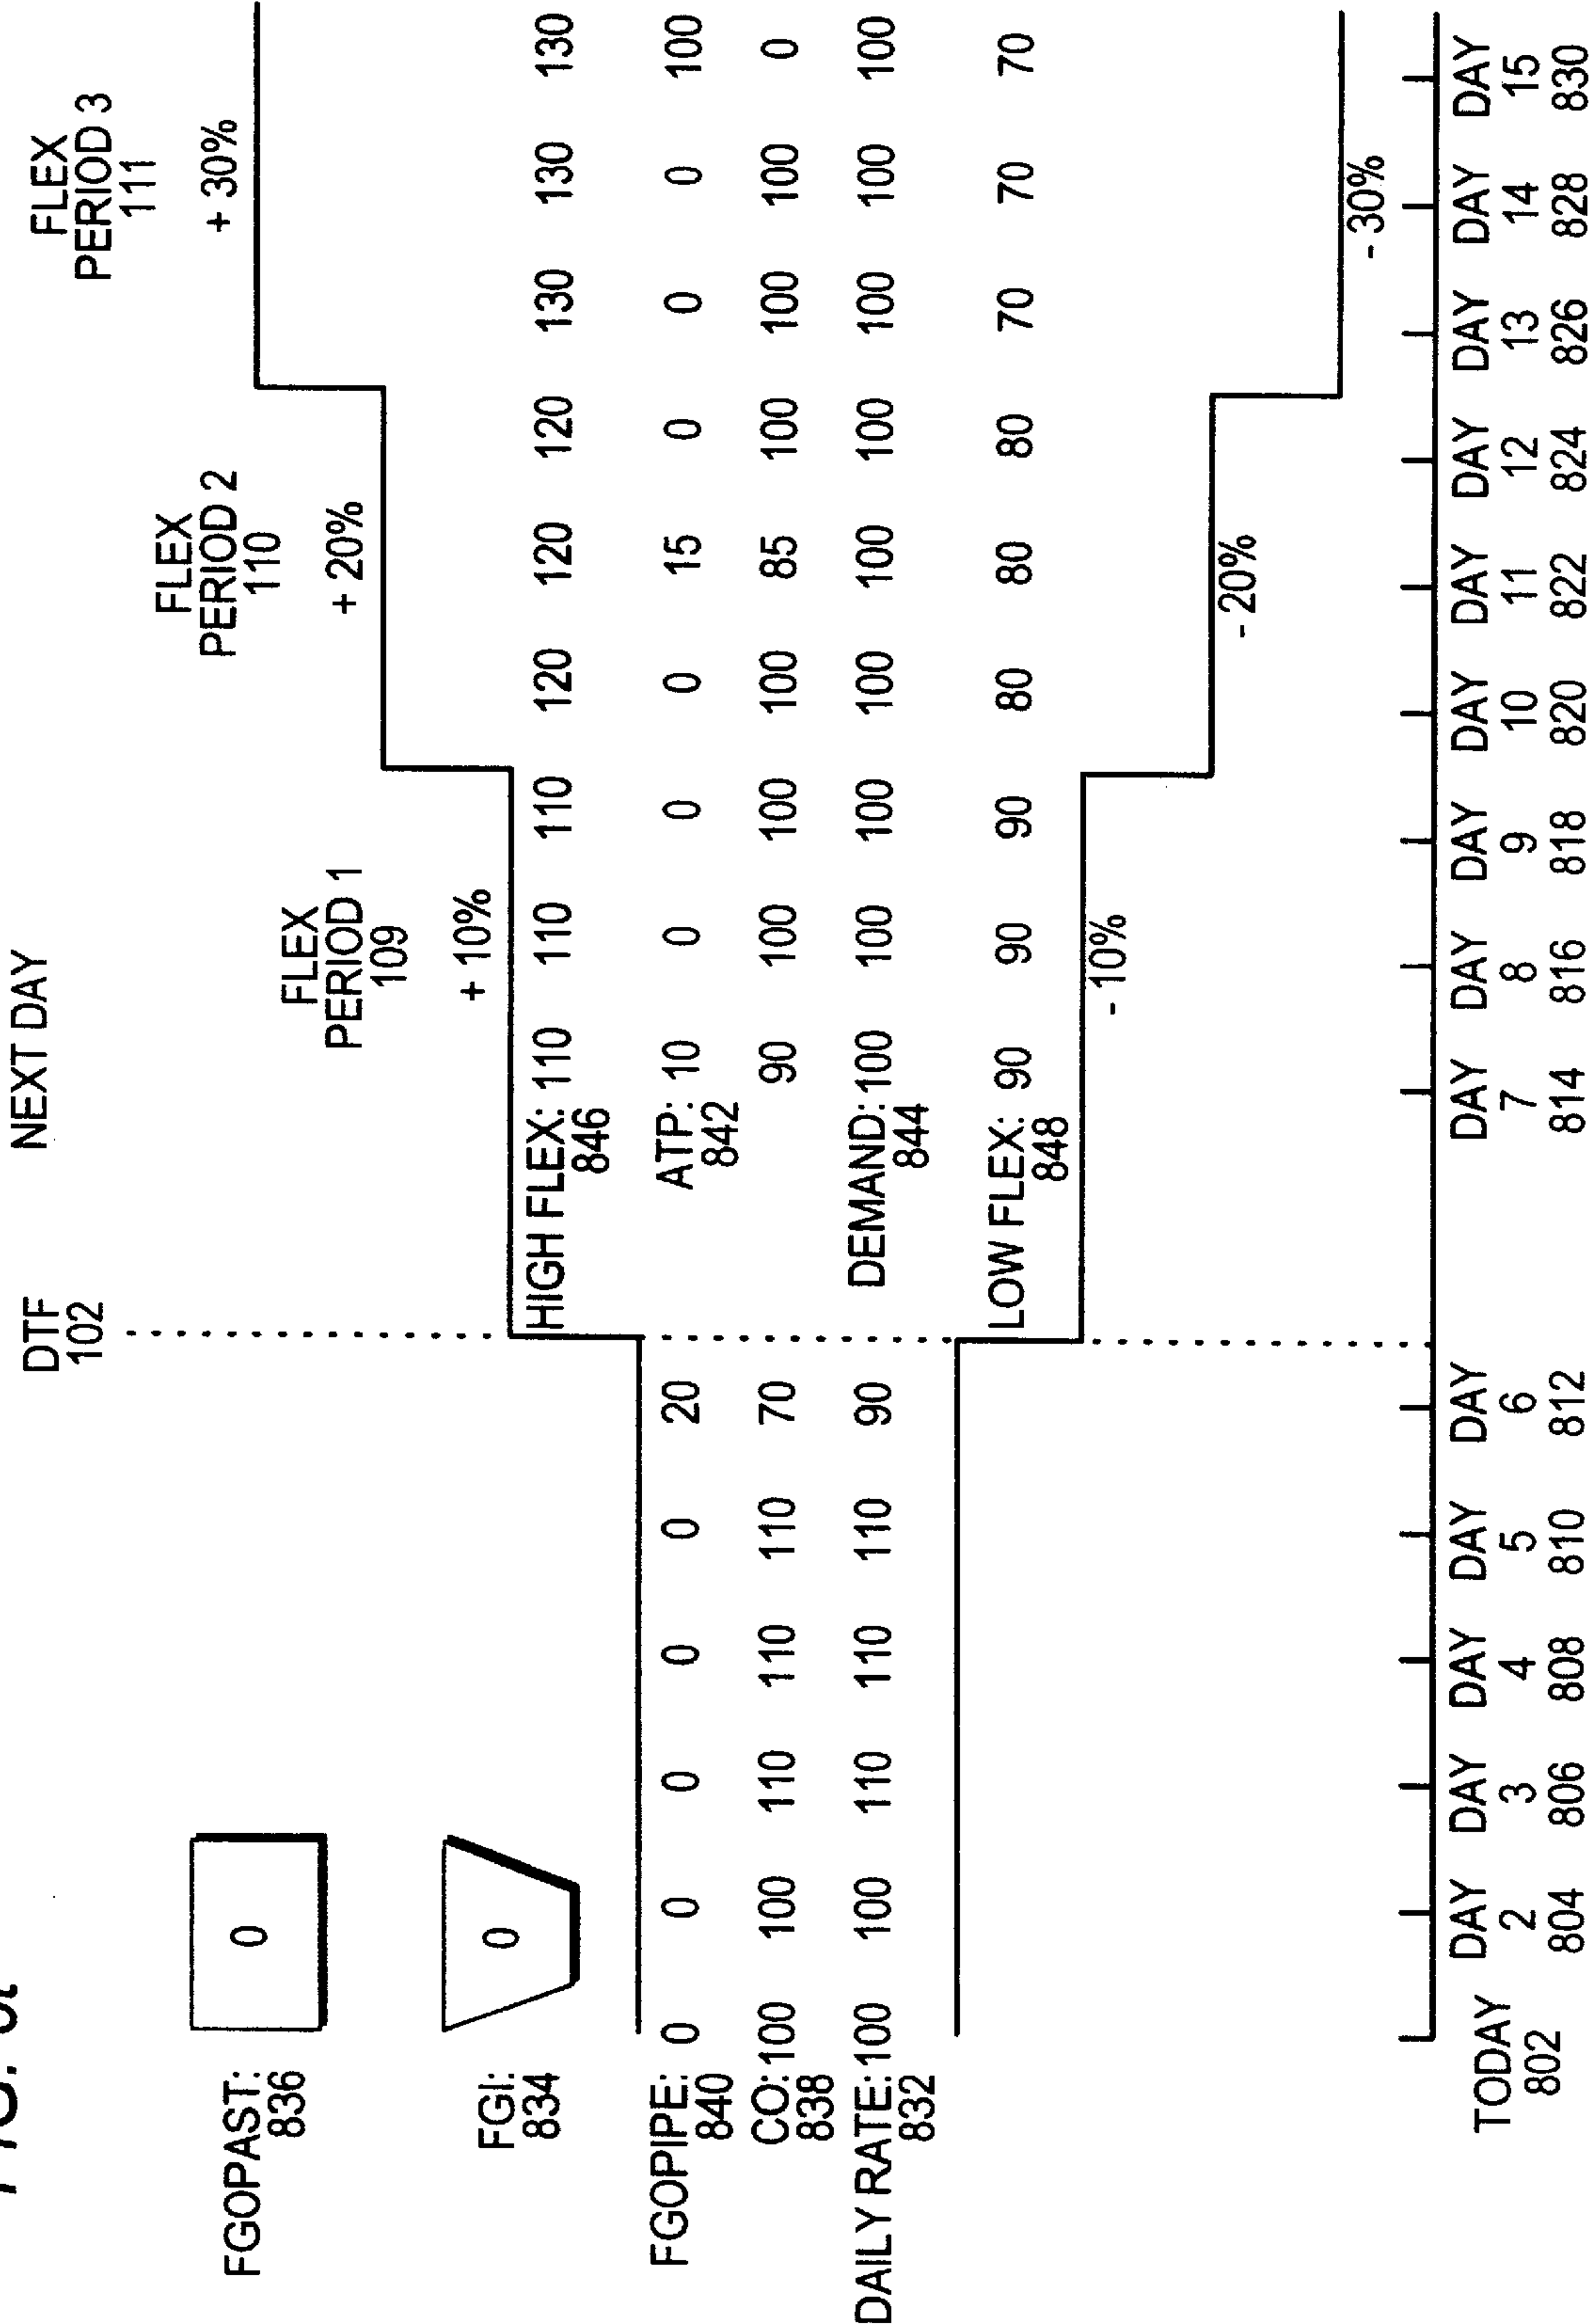 NEXT DAY
DTF
102
FLEX
PERIOD 3
111
+ 30%
FLEX
PERIOD 2
110
+ 20%
FLEX
PERIOD 1
109
+ 10%
FGOPAST:
836
0
FGI:
834
0
HIGH FLEX: 110 110 110 120 120 120 130 130 130
846
FGOPIPE: 0 0 0 0 0 20
840
ATP: 10 0 0 0 15 0 0 0 100
842
CO: 100 100 110 110 110 70 90 100 100 100 85 100 100 100 0
838
DAILY RATE: 100 100 110 110 110 90
832
DEMAND: 100 100 100 100 100 100 100 100 100
844
LOW FLEX: 90 90 90 80 80 80 70 70 70
848
- 10%
- 20%
- 30%
TODAY
802
DAY
2
804
DAY
3
806
DAY
4
808
DAY
5
810
DAY
6
812
DAY
7
814
DAY
8
816
DAY
9
818
DAY
10
820
DAY
11
822
DAY
12
824
DAY
13
826
DAY
14
828
DAY
15
830